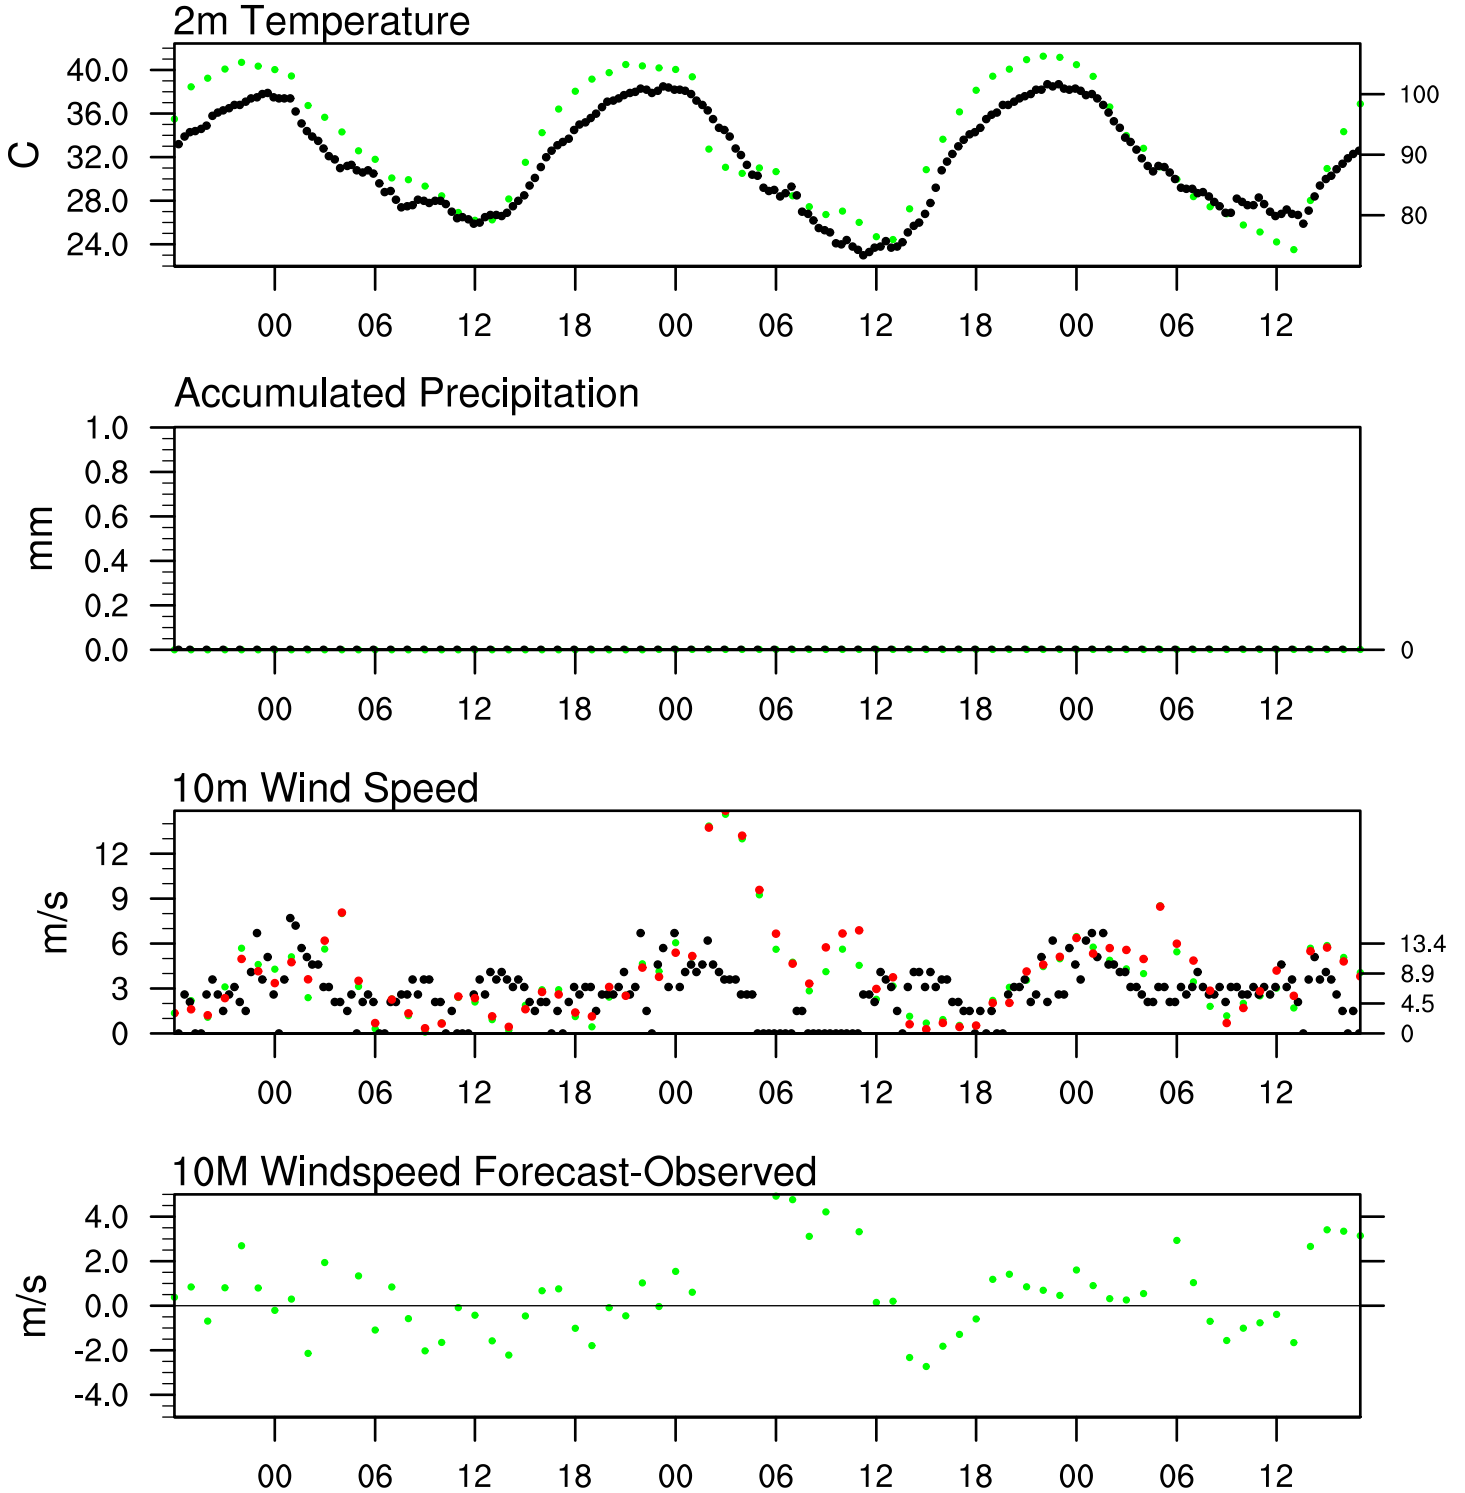 2m Temperature
40.0
36.0
32.0
28.0
24.0
C
100
90
80
00 06 12 18 00 06 12 18 00 06 12
Accumulated Precipitation
1.0
0.8
0.6
0.4
0.2
0.0
mm
0
00 06 12 18 00 06 12 18 00 06 12
10m Wind Speed
12
9
6
3
0
m/s
13.4
8.9
4.5
0
00 06 12 18 00 06 12 18 00 06 12
10M Windspeed Forecast-Observed
4.0
2.0
0.0
-2.0
-4.0
m/s
00 06 12 18 00 06 12 18 00 06 12